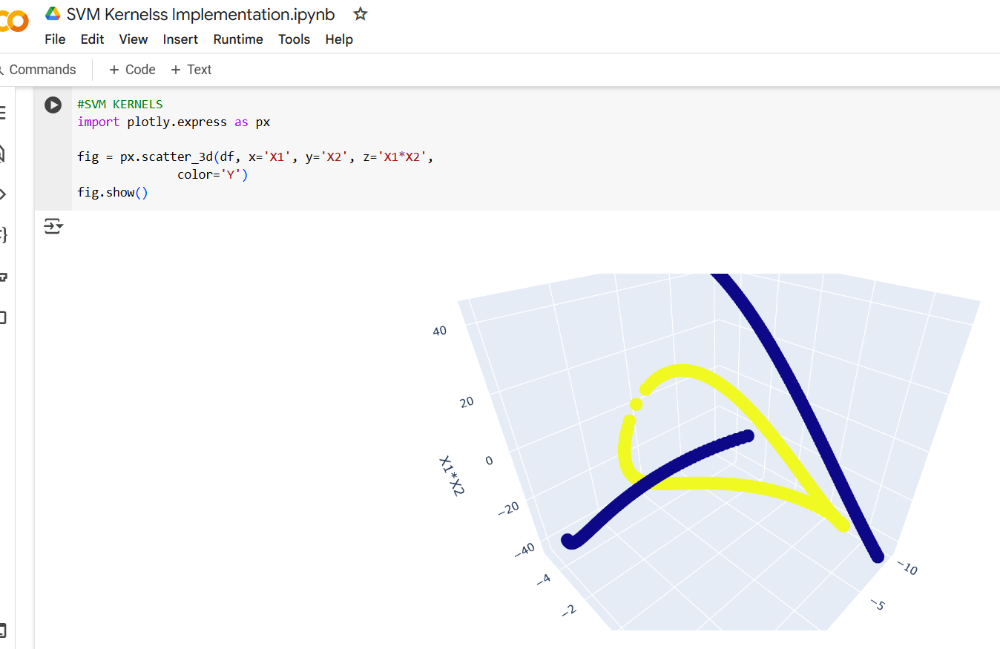 SVM Kernelss Implementation.ipynb
File Edit View Insert Runtime Tools Help
Commands + Code + Text
#SVM KERNELS
import plotly.express as px
fig = px.scatter_3d(df, x='X1', y='X2', z='X1*X2',
color='Y')
fig.show()
40
20
0
−20
−40
X1*X2
−4
−2
−10
−5